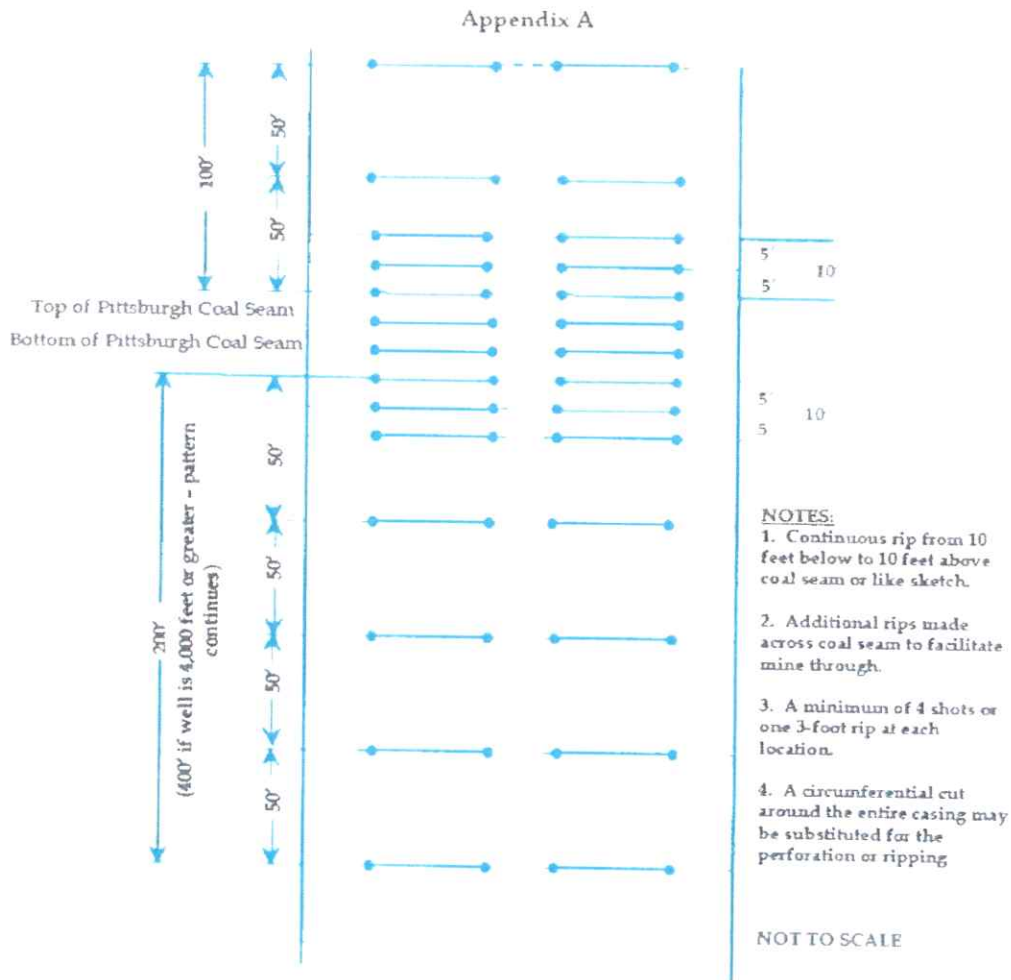 Appendix A
100'
50'
50'
5'
10'
5'
Top of Pittsburgh Coal Seam
Bottom of Pittsburgh Coal Seam
5'
10'
5
200'
(400' if well is 4,000 feet or greater – pattern
continues)
50'
50'
50'
50'
NOTES:
1. Continuous rip from 10
feet below to 10 feet above
coal seam or like sketch.
2. Additional rips made
across coal seam to facilitate
mine through.
3. A minimum of 4 shots or
one 3-foot rip at each
location.
4. A circumferential cut
around the entire casing may
be substituted for the
perforation or ripping
NOT TO SCALE